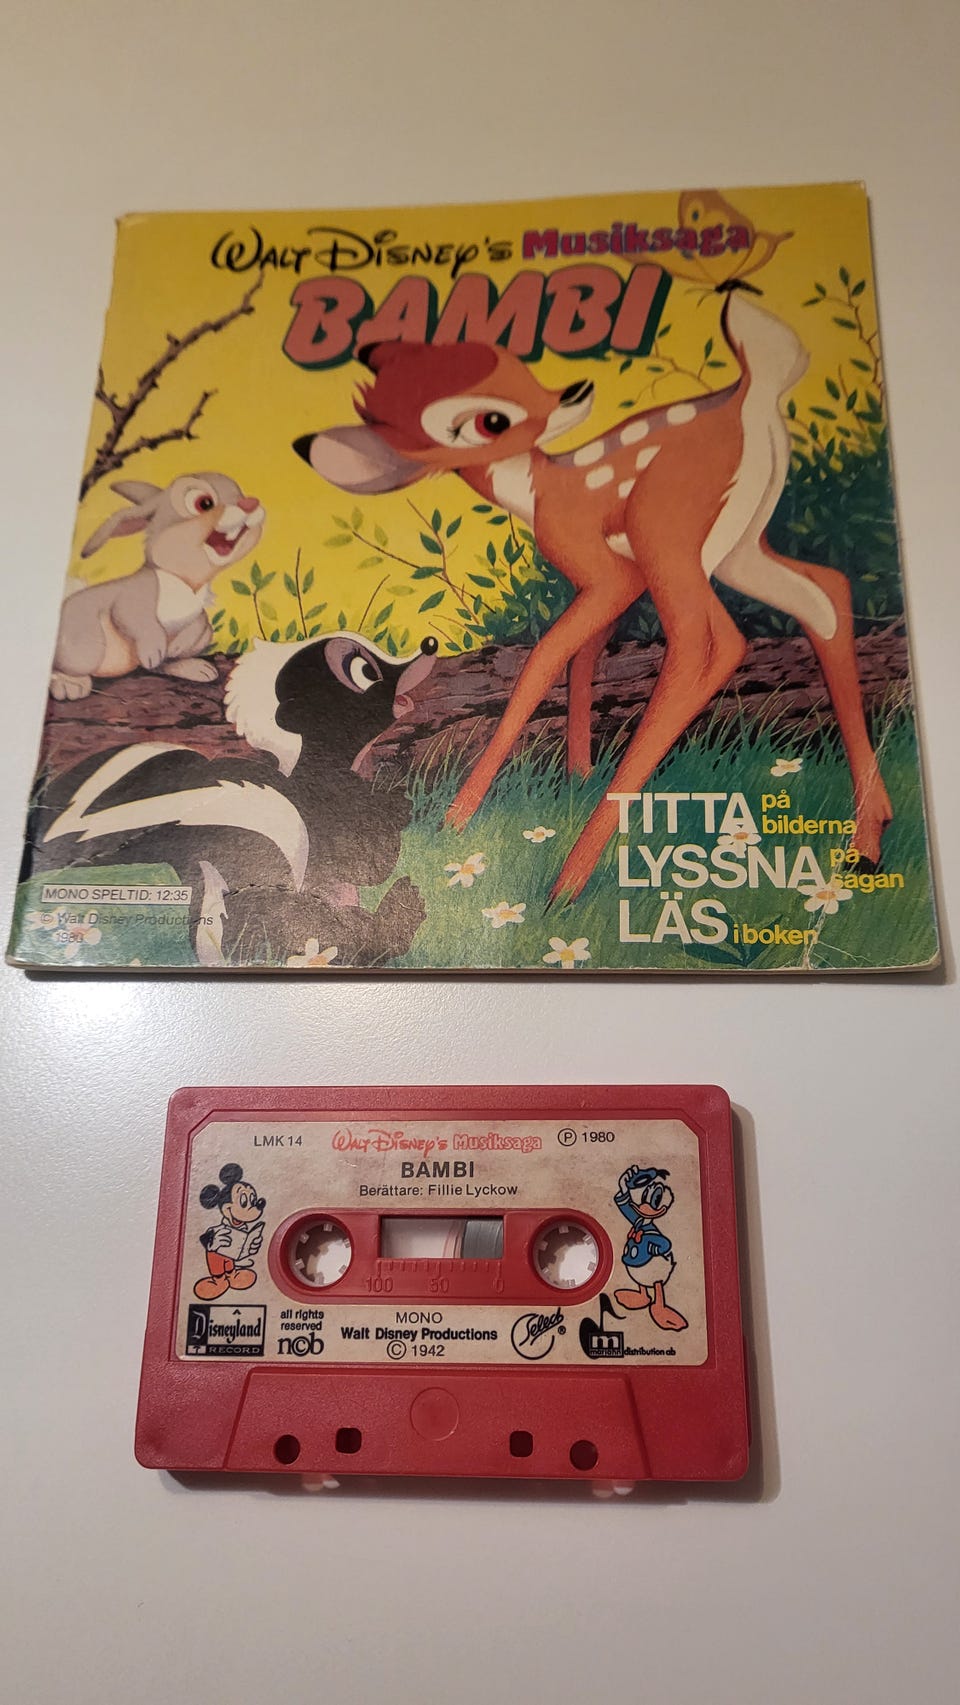 WALT DISNEY'S Musiksaga
BAMBI
TITTA på bilderna
LYSSNA på sagan
LÄS i boken
MONO SPELTID: 12:35
© Walt Disney Productions
1980
LMK 14 WALT DISNEY'S Musiksaga Ⓟ 1980
BAMBI
Berättare: Fillie Lyckow
100 50 0
Disneyland
RECORD
all rights
reserved
ncb
MONO
Walt Disney Productions
© 1942
Select ®
m
mariann distribution ab